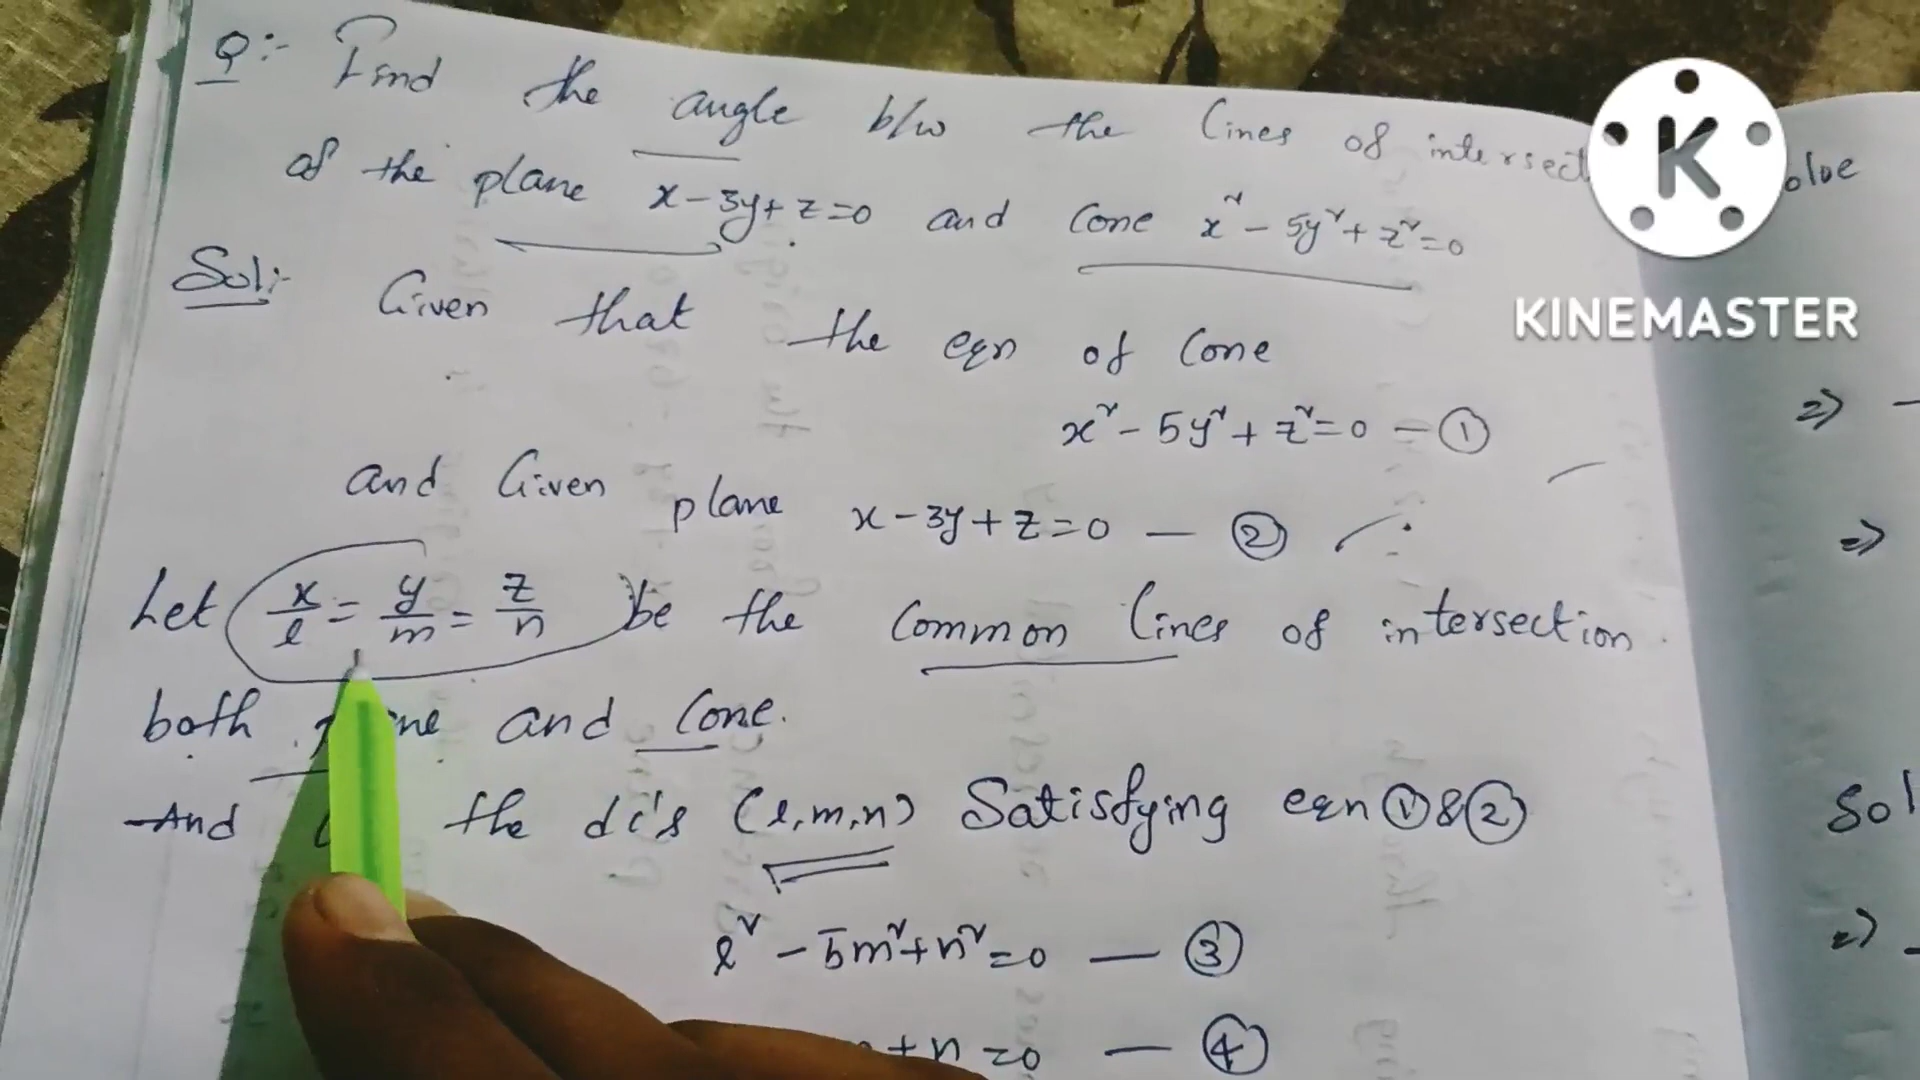 Q:- Find the angle b/w the lines of intersect
of the plane x-3y+z=0 and cone x²-5y²+z²=0
Sol:- Given that the eqn of cone
x²-5y²+z²=0 - ①
and Given plane x-3y+z=0 - ②
Let x/l = y/m = z/n be the common lines of intersection
both and cone.
And the dc's (l,m,n) Satisfying eqn ① & ②
l²-5m²+n²=0 - ③
+n=0 - ④
KINEMASTER
olve
=>
=>
Sol
=>